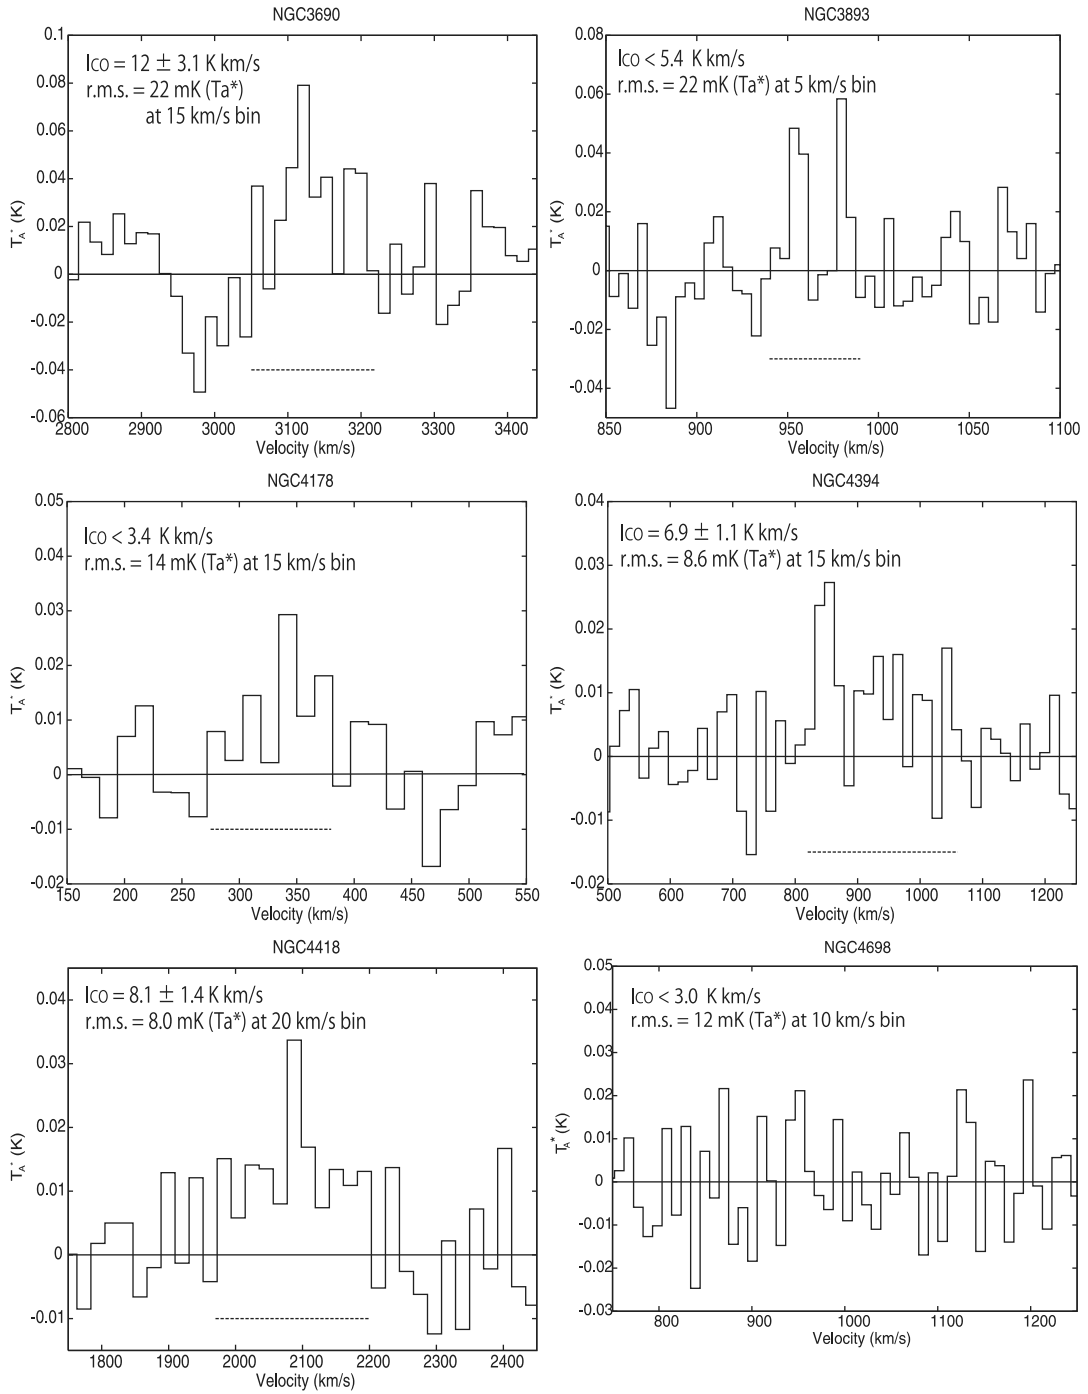 NGC3690
ICO = 12 ± 3.1 K km/s
r.m.s. = 22 mK (Ta*)
at 15 km/s bin
0.1
0.08
0.06
0.04
0.02
0
-0.02
-0.04
-0.06
TA* (K)
2800 2900 3000 3100 3200 3300 3400
Velocity (km/s)
NGC3893
ICO < 5.4 K km/s
r.m.s. = 22 mK (Ta*) at 5 km/s bin
0.08
0.06
0.04
0.02
0
-0.02
-0.04
TA* (K)
850 900 950 1000 1050 1100
Velocity (km/s)
NGC4178
ICO < 3.4 K km/s
r.m.s. = 14 mK (Ta*) at 15 km/s bin
0.05
0.04
0.03
0.02
0.01
0
-0.01
-0.02
TA* (K)
150 200 250 300 350 400 450 500 550
Velocity (km/s)
NGC4394
ICO = 6.9 ± 1.1 K km/s
r.m.s. = 8.6 mK (Ta*) at 15 km/s bin
0.04
0.03
0.02
0.01
0
-0.01
-0.02
TA* (K)
500 600 700 800 900 1000 1100 1200
Velocity (km/s)
NGC4418
ICO = 8.1 ± 1.4 K km/s
r.m.s. = 8.0 mK (Ta*) at 20 km/s bin
0.04
0.03
0.02
0.01
0
-0.01
TA* (K)
1800 1900 2000 2100 2200 2300 2400
Velocity (km/s)
NGC4698
ICO < 3.0 K km/s
r.m.s. = 12 mK (Ta*) at 10 km/s bin
0.05
0.04
0.03
0.02
0.01
0
-0.01
-0.02
-0.03
TA* (K)
800 900 1000 1100 1200
Velocity (km/s)